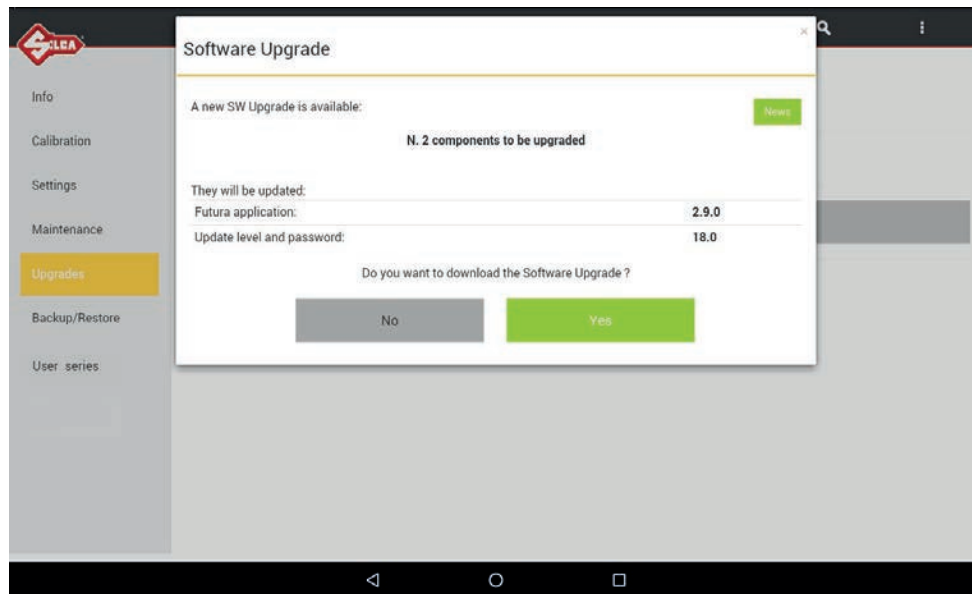 SILCA
Info
Calibration
Settings
Maintenance
Upgrades
Backup/Restore
User series
Software Upgrade
×
A new SW Upgrade is available:
News
N. 2 components to be upgraded
They will be updated:
Futura application: 2.9.0
Update level and password: 18.0
Do you want to download the Software Upgrade ?
No Yes